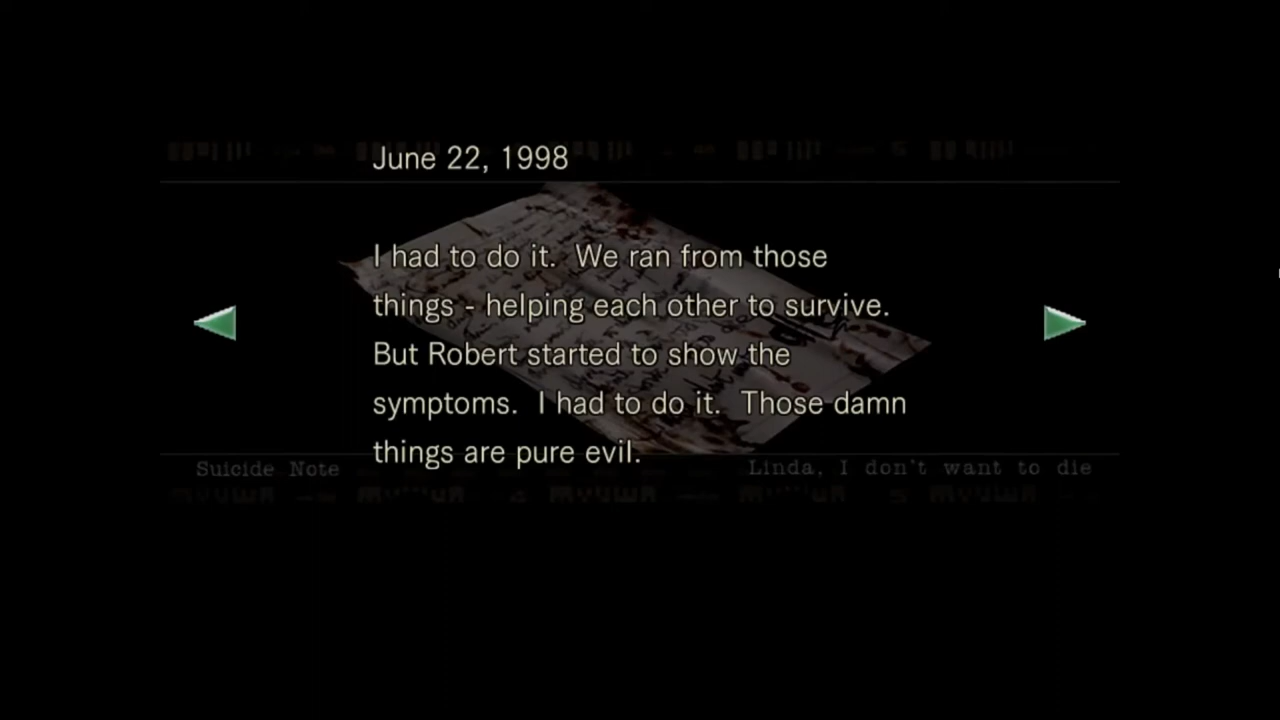 June 22, 1998
I had to do it. We ran from those
things - helping each other to survive.
But Robert started to show the
symptoms. I had to do it. Those damn
things are pure evil.
Suicide Note
Linda, I don't want to die